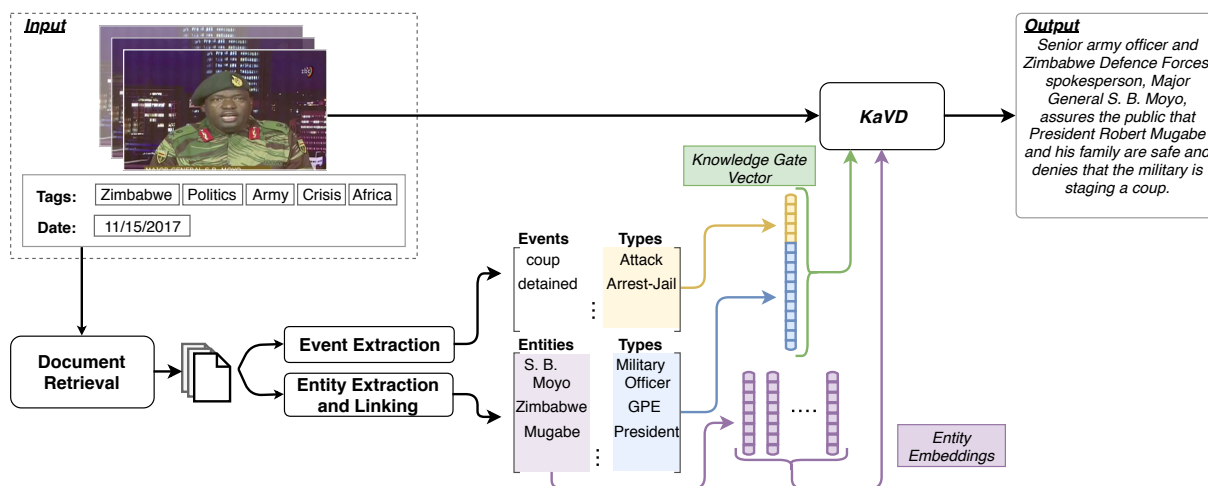 Input
Tags: Zimbabwe Politics Army Crisis Africa
Date: 11/15/2017
Document
Retrieval
Event Extraction
Entity Extraction
and Linking
Events Types
coup Attack
detained Arrest-Jail
⋮
Entities Types
S. B. Military
Moyo Officer
Zimbabwe GPE
Mugabe President
⋮
Knowledge Gate
Vector
....
Entity
Embeddings
KaVD
Output
Senior army officer and
Zimbabwe Defence Forces
spokesperson, Major
General S. B. Moyo,
assures the public that
President Robert Mugabe
and his family are safe and
denies that the military is
staging a coup.